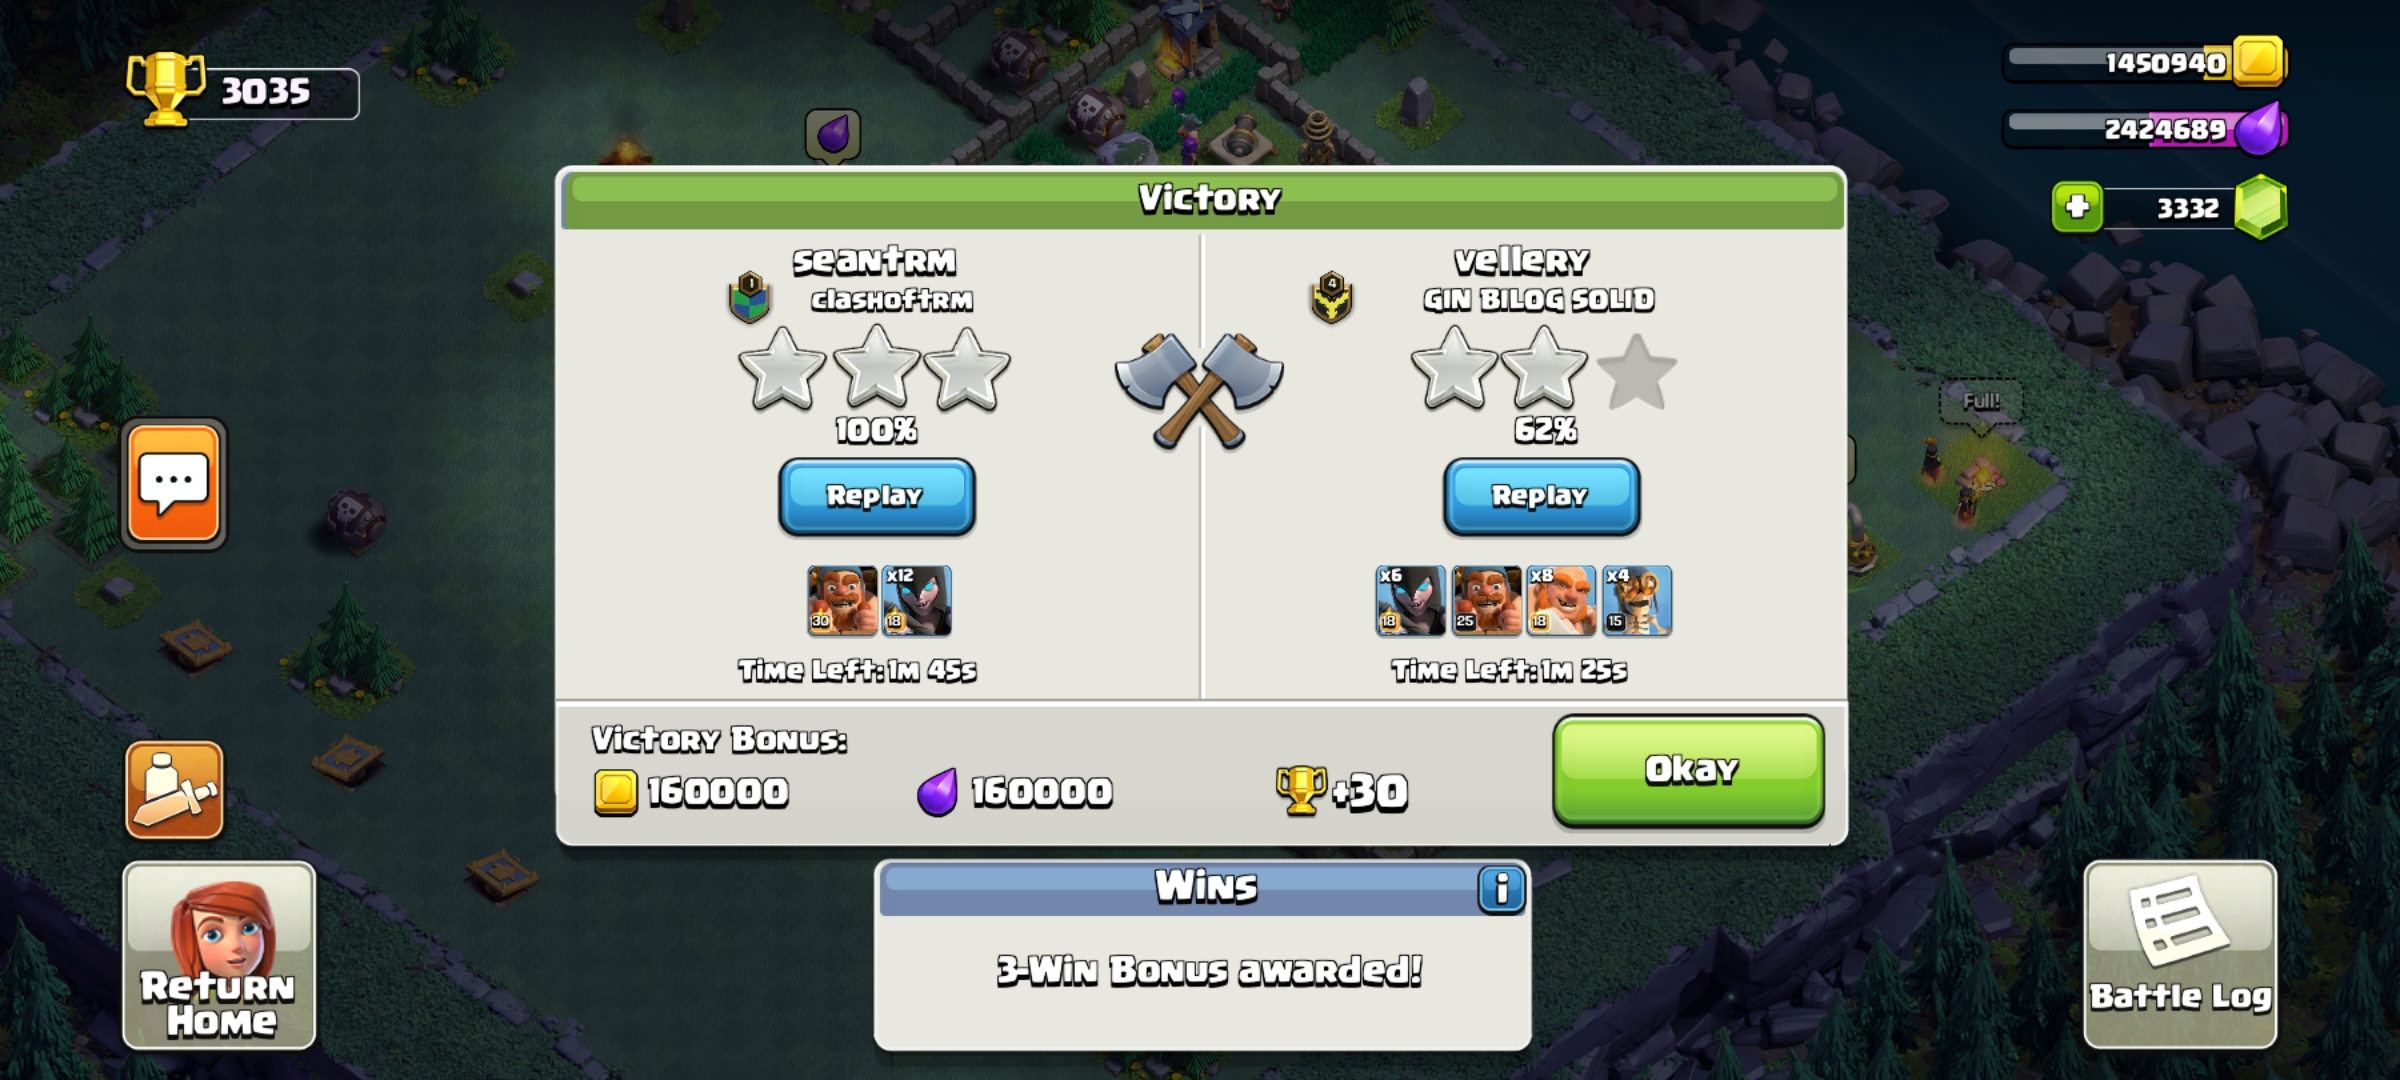 3035
1450940
2424689
3332
Victory
seantrm
clashoftrm
1
100%
Replay
30
x12
18
Time Left: 1m 45s
vellery
GIN BILOG SOLID
4
62%
Replay
x6
18
25
x8
18
x4
15
Time Left: 1m 25s
Full!
Victory Bonus:
160000
160000
+30
Okay
Wins
i
3-Win Bonus awarded!
Return
Home
Battle Log